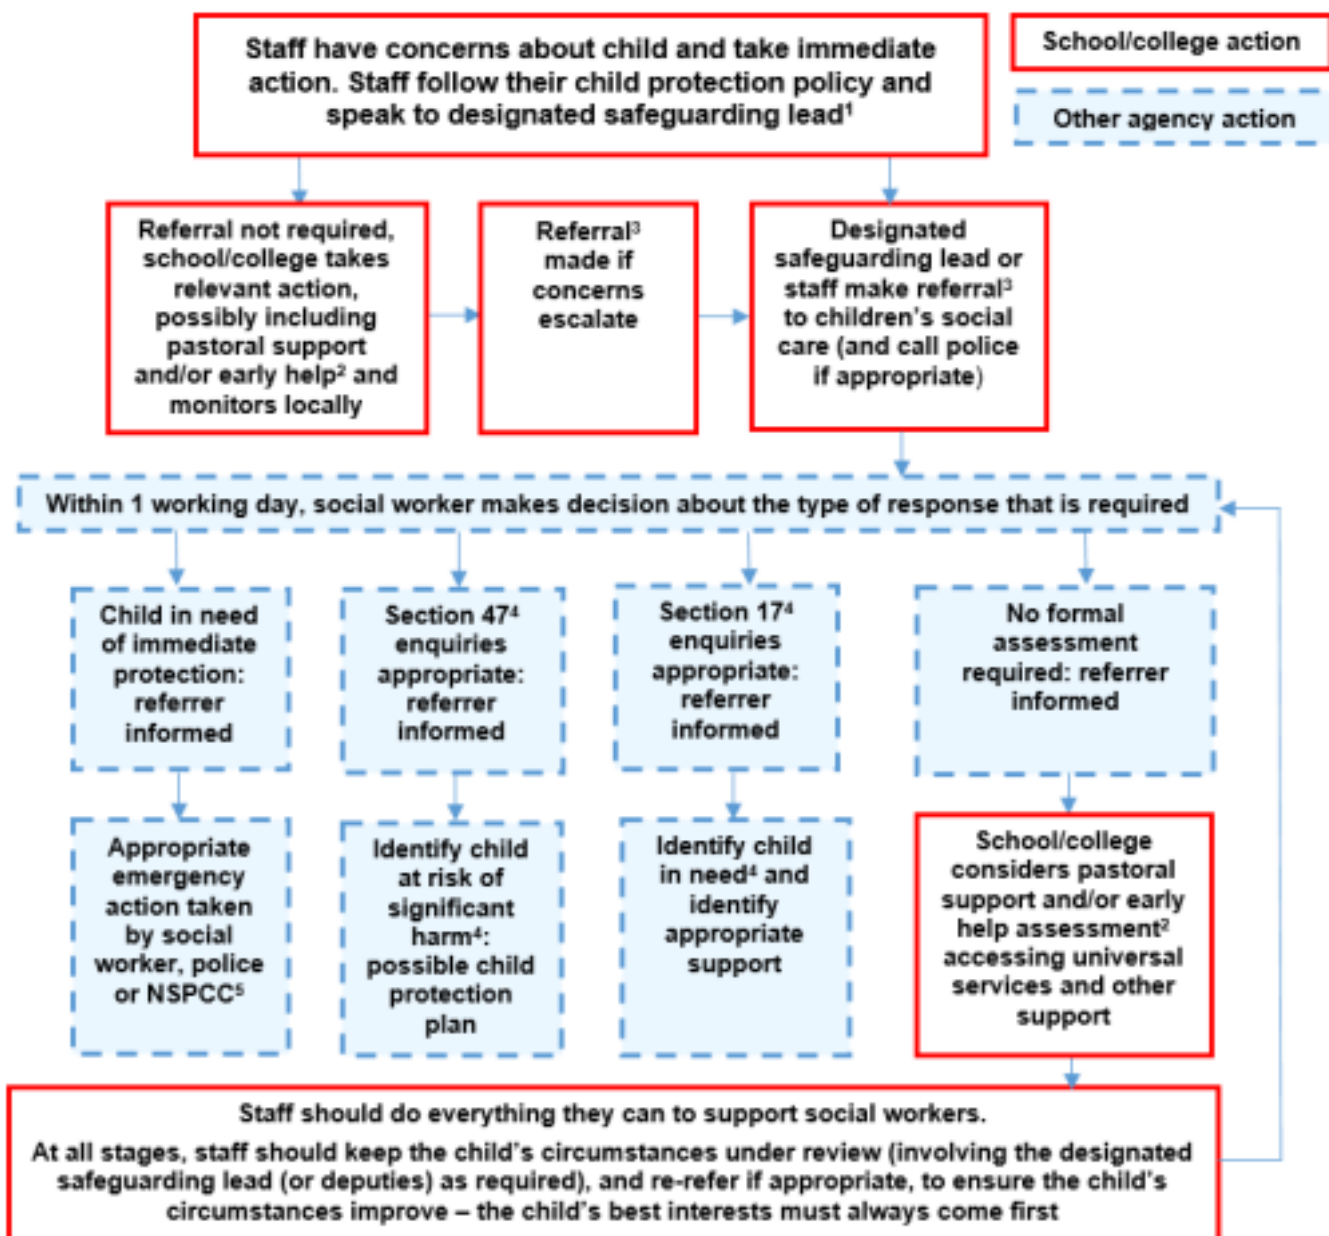 Staff have concerns about child and take immediate
action. Staff follow their child protection policy and
speak to designated safeguarding lead¹
School/college action
Other agency action
Referral not required,
school/college takes
relevant action,
possibly including
pastoral support
and/or early help² and
monitors locally
Referral³
made if
concerns
escalate
Designated
safeguarding lead or
staff make referral³
to children's social
care (and call police
if appropriate)
Within 1 working day, social worker makes decision about the type of response that is required
Child in need
of immediate
protection:
referrer
informed
Section 47⁴
enquiries
appropriate:
referrer
informed
Section 17⁴
enquiries
appropriate:
referrer
informed
No formal
assessment
required: referrer
informed
Appropriate
emergency
action taken
by social
worker, police
or NSPCC⁵
Identify child
at risk of
significant
harm⁴:
possible child
protection
plan
Identify child
in need⁴ and
identify
appropriate
support
School/college
considers pastoral
support and/or early
help assessment²
accessing universal
services and other
support
Staff should do everything they can to support social workers.
At all stages, staff should keep the child's circumstances under review (involving the designated
safeguarding lead (or deputies) as required), and re-refer if appropriate, to ensure the child's
circumstances improve – the child's best interests must always come first